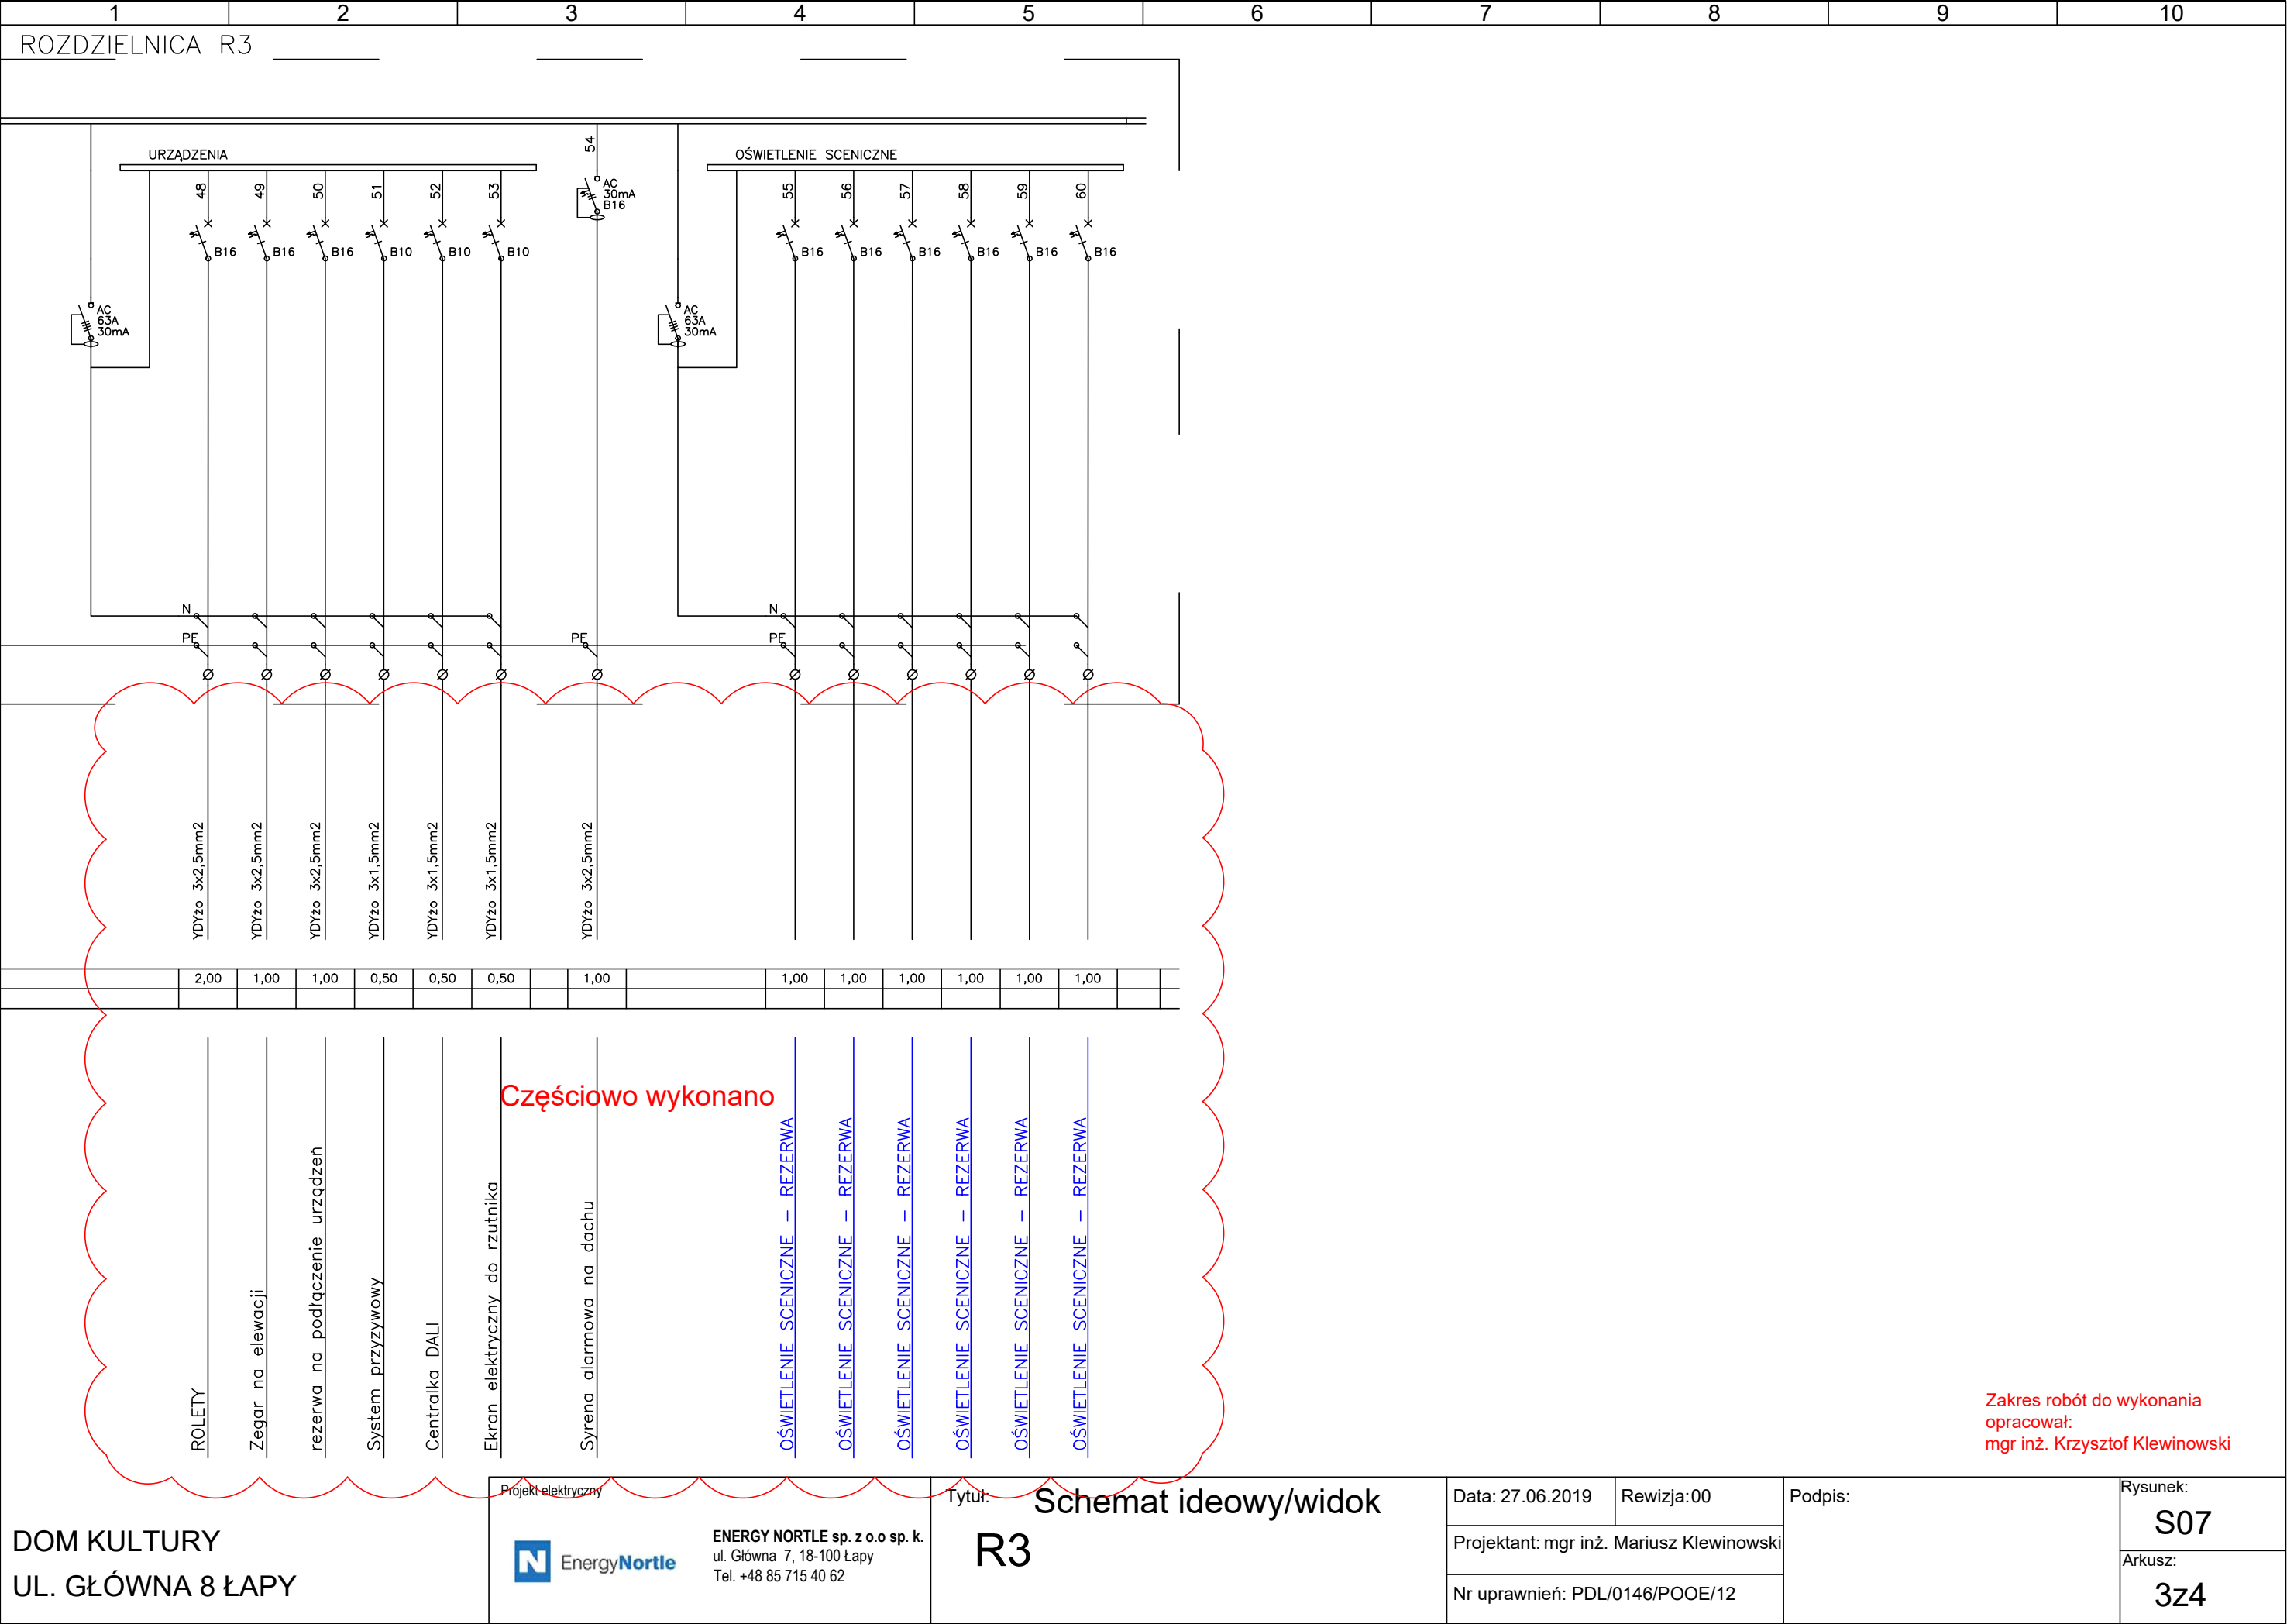 1 2 3 4 5 6 7 8 9 10
ROZDZIELNICA R3
URZĄDZENIA
OŚWIETLENIE SCENICZNE
48 49 50 51 52 53 54 55 56 57 58 59 60
AC
30mA
B16
B16 B16 B16 B10 B10 B10
B16 B16 B16 B16 B16 B16
AC
63A
30mA
AC
63A
30mA
N
N
PE
PE
PE
YDYżo 3x2,5mm2
YDYżo 3x2,5mm2
YDYżo 3x2,5mm2
YDYżo 3x1,5mm2
YDYżo 3x1,5mm2
YDYżo 3x1,5mm2
YDYżo 3x2,5mm2
2,00 1,00 1,00 0,50 0,50 0,50 1,00 1,00 1,00 1,00 1,00 1,00 1,00
Częściowo wykonano
ROLETY
Zegar na elewacji
rezerwa na podłączenie urządzeń
System przyzywowy
Centralka DALI
Ekran elektryczny do rzutnika
Syrena alarmowa na dachu
OŚWIETLENIE SCENICZNE – REZERWA
OŚWIETLENIE SCENICZNE – REZERWA
OŚWIETLENIE SCENICZNE – REZERWA
OŚWIETLENIE SCENICZNE – REZERWA
OŚWIETLENIE SCENICZNE – REZERWA
OŚWIETLENIE SCENICZNE – REZERWA
Zakres robót do wykonania
opracował:
mgr inż. Krzysztof Klewinowski
DOM KULTURY
UL. GŁÓWNA 8 ŁAPY
Projekt elektryczny
N EnergyNortle
ENERGY NORTLE sp. z o.o sp. k.
ul. Główna 7, 18-100 Łapy
Tel. +48 85 715 40 62
Tytuł: Schemat ideowy/widok
R3
Data: 27.06.2019
Rewizja:00
Projektant: mgr inż. Mariusz Klewinowski
Nr uprawnień: PDL/0146/POOE/12
Podpis:
Rysunek:
S07
Arkusz:
3z4